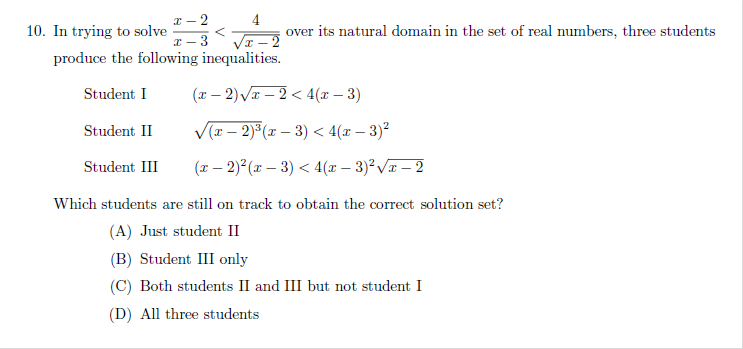 10. In trying to solve \frac{x-2}{x-3} < \frac{4}{\sqrt{x-2}} over its natural domain in the set of real numbers, three students
produce the following inequalities.
Student I (x − 2)√(x − 2) < 4(x − 3)
Student II √((x − 2)³)(x − 3) < 4(x − 3)²
Student III (x − 2)²(x − 3) < 4(x − 3)²√(x − 2)
Which students are still on track to obtain the correct solution set?
(A) Just student II
(B) Student III only
(C) Both students II and III but not student I
(D) All three students